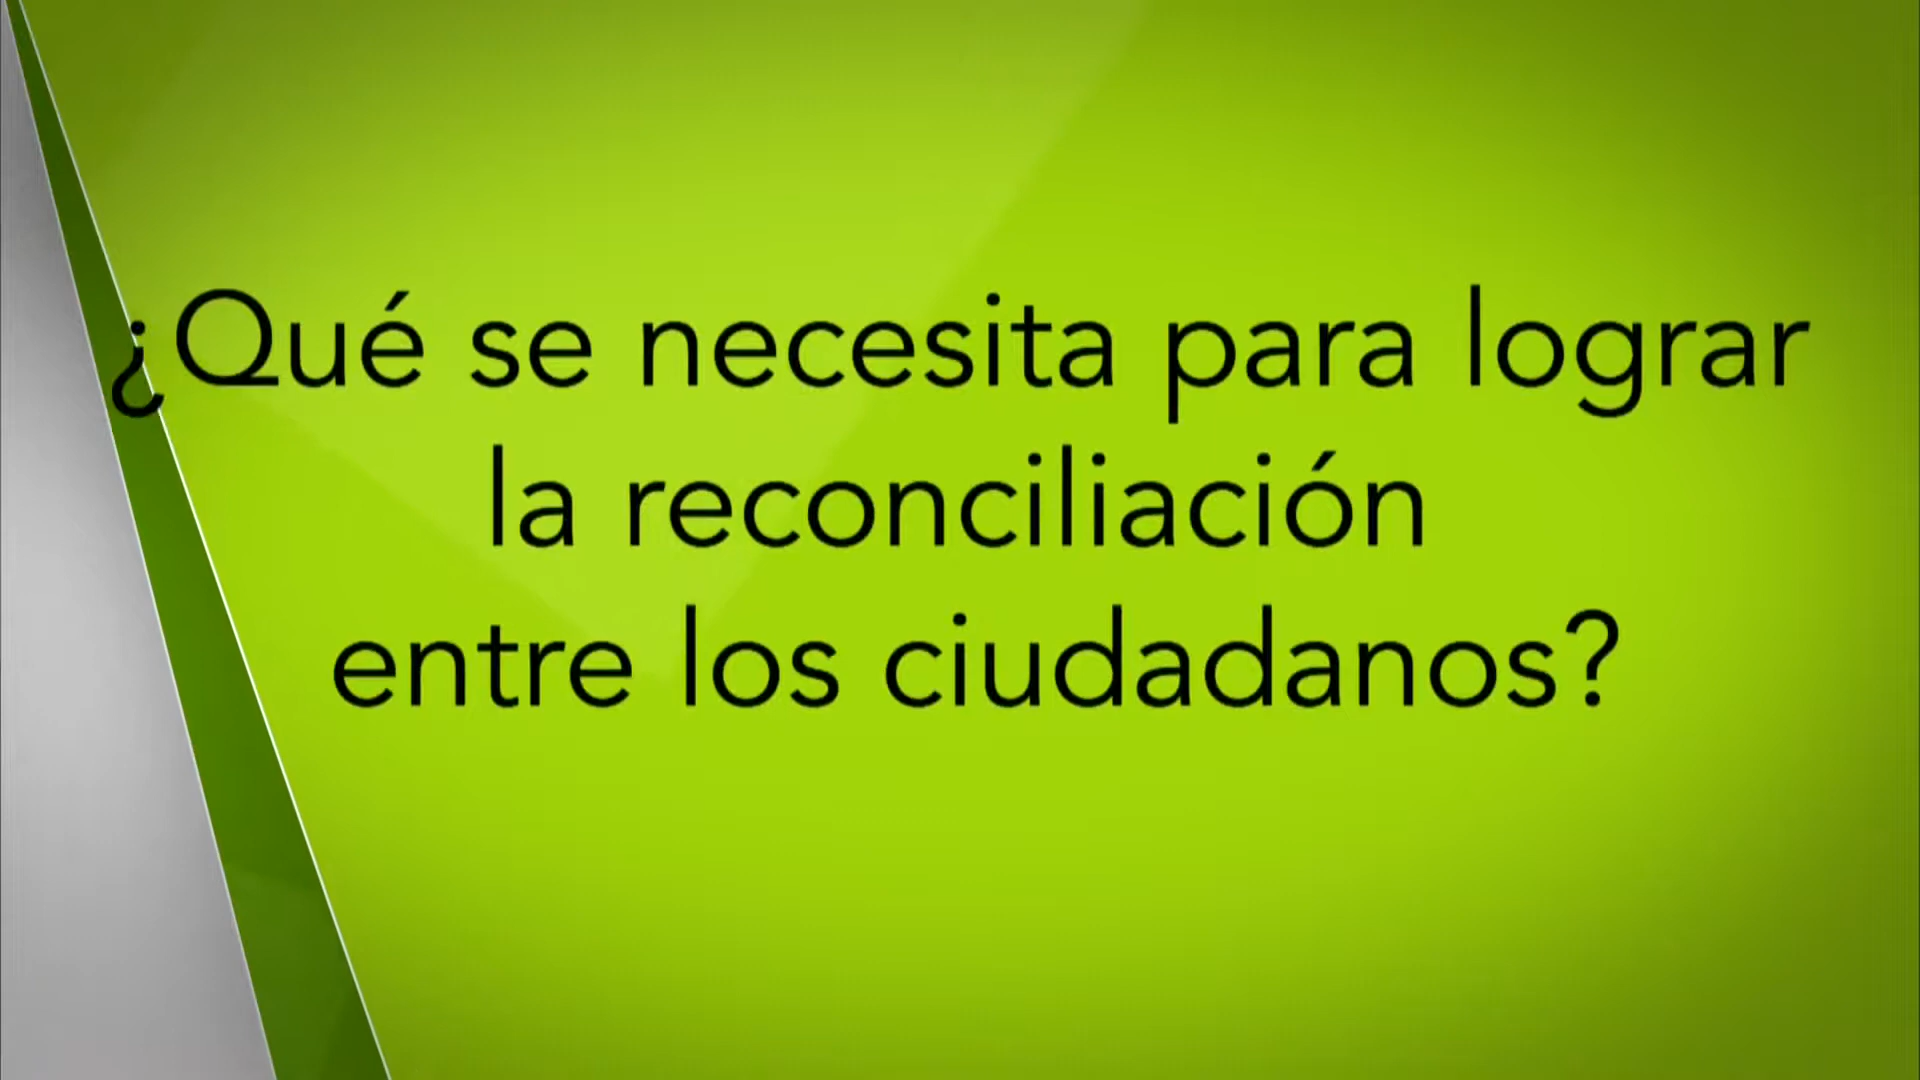 ¿Qué se necesita para lograr
la reconciliación
entre los ciudadanos?